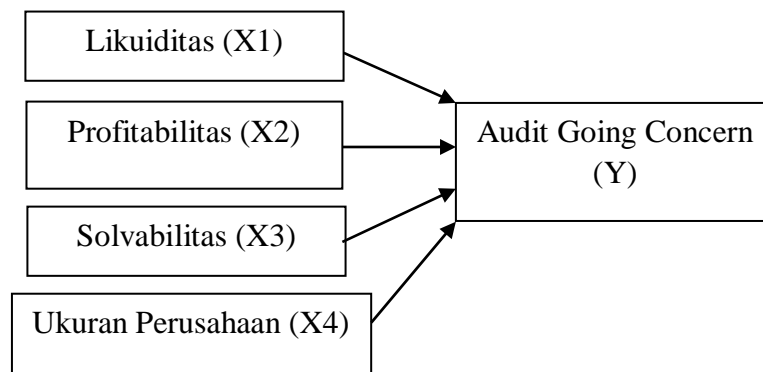 Likuiditas (X1)
Profitabilitas (X2)
Audit Going Concern
(Y)
Solvabilitas (X3)
Ukuran Perusahaan (X4)